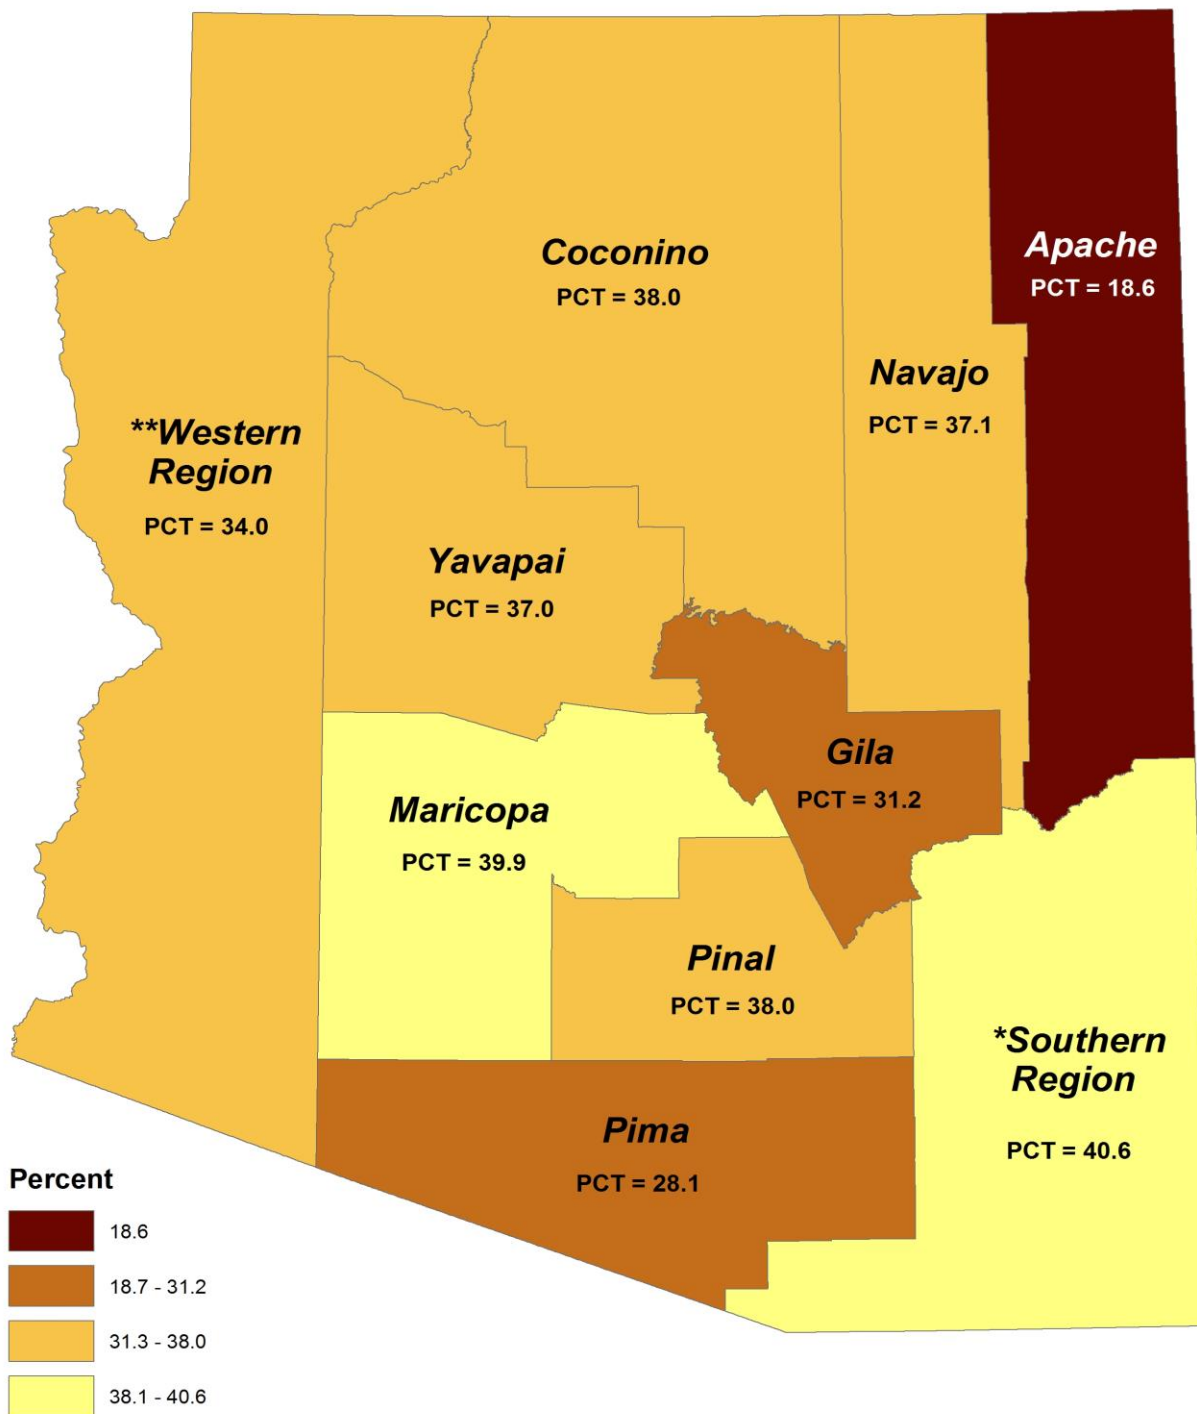 Coconino
PCT = 38.0
Apache
PCT = 18.6
Navajo
PCT = 37.1
**Western
Region
PCT = 34.0
Yavapai
PCT = 37.0
Gila
PCT = 31.2
Maricopa
PCT = 39.9
Pinal
PCT = 38.0
*Southern
Region
PCT = 40.6
Pima
PCT = 28.1
Percent
18.6
18.7 - 31.2
31.3 - 38.0
38.1 - 40.6